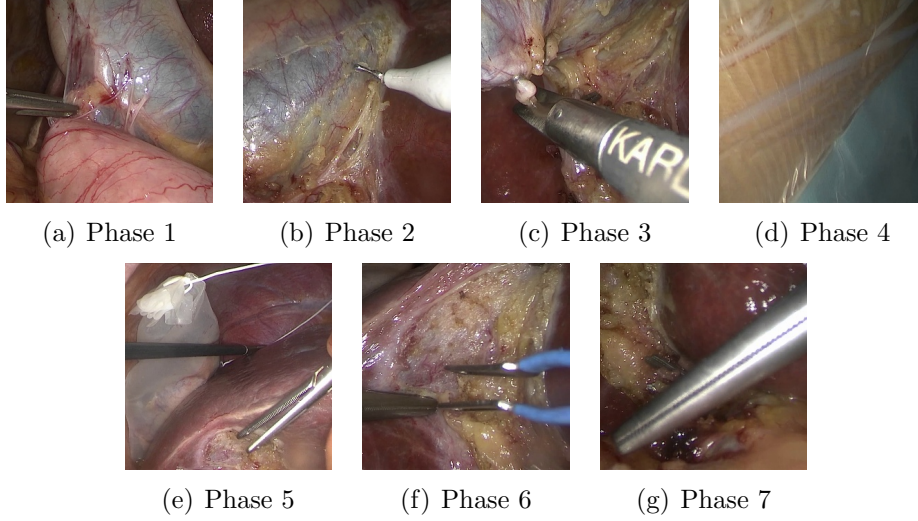 KARL
(a) Phase 1
(b) Phase 2
(c) Phase 3
(d) Phase 4
(e) Phase 5
(f) Phase 6
(g) Phase 7